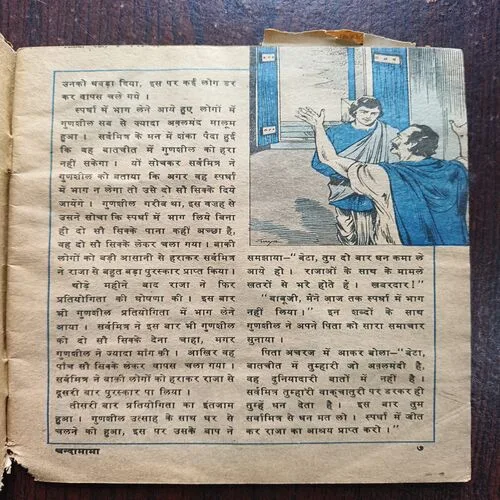 उनको घबड़ा दिया, इस पर कई लोग डर
कर वापस चले गये ।
स्पर्धा में भाग लेने आये हुए लोगों में
गुणशील सब से ज्यादा अक़्लमंद मालूम
हुआ । सर्वमित्र के मन में शंका पैदा हुई
कि वह बातचीत में गुणशील को हरा
नहीं सकेगा । यों सोचकर सर्वमित्र ने
गुणशील को बताया कि अगर वह स्पर्धा
में भाग न लेगा तो उसे दो सौ सिक्के दिये
जायेंगे । गुणशील गरीब था, इस वजह से
उसने सोचा कि स्पर्धा में भाग लिये बिना
ही दो सौ सिक्के पाना कहीं अच्छा है,
वह दो सौ सिक्के लेकर चला गया । बाक़ी
लोगों को बड़ी आसानी से हराकर सर्वमित्र
ने राजा से बहुत बड़ा पुरस्कार प्राप्त किया ।
थोड़े महीने बाद राजा ने फिर
प्रतियोगिता की घोषणा की । इस बार
भी गुणशील प्रतियोगिता में भाग लेने
आया । सर्वमित्र ने इस बार भी गुणशील
को दो सौ सिक्के देना चाहा, मगर
गुणशील ने ज्यादा माँग की । आखिर वह
पाँच सौ सिक्के लेकर वापस चला गया ।
सर्वमित्र ने बाक़ी लोगों को हराकर राजा से
दूसरी बार पुरस्कार पा लिया ।
तीसरी बार प्रतियोगिता का इंतजाम
हुआ । गुणशील उत्साह के साथ घर से
चलने को हुआ, इस पर उसके बाप ने
समझाया–"बेटा, तुम दो बार धन कमा ले
आये हो । राजाओं के साथ के मामले
खतरों से भरे होते हैं । खबरदार!"
"बाबूजी, मैंने आज तक स्पर्धा में भाग
नहीं लिया ।" इन शब्दों के साथ
गुणशील ने अपने पिता को सारा समाचार
सुनाया ।
पिता अचरज में आकर बोला–"बेटा,
बातचीत में तुम्हारी जो अक़्लमंदी है,
वह दुनियादारी बातों में नहीं है ।
सर्वमित्र तुम्हारी वाक्‌चातुरी पर डरकर ही
तुम्हें धन देता है । इस बार तुम
सर्वमित्र से धन मत लो । स्पर्धा में जीत
कर राजा का आश्रय प्राप्त करो ।"
चन्दामामा
७